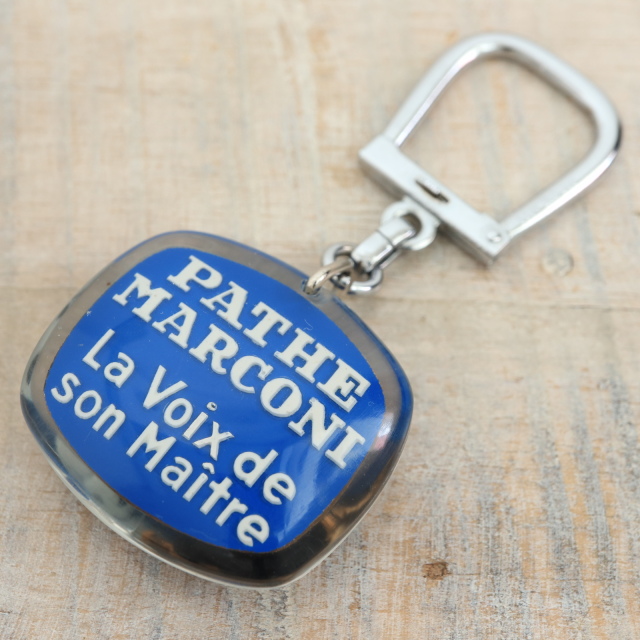 PATHE
MARCONI
La Voix de
son Maître